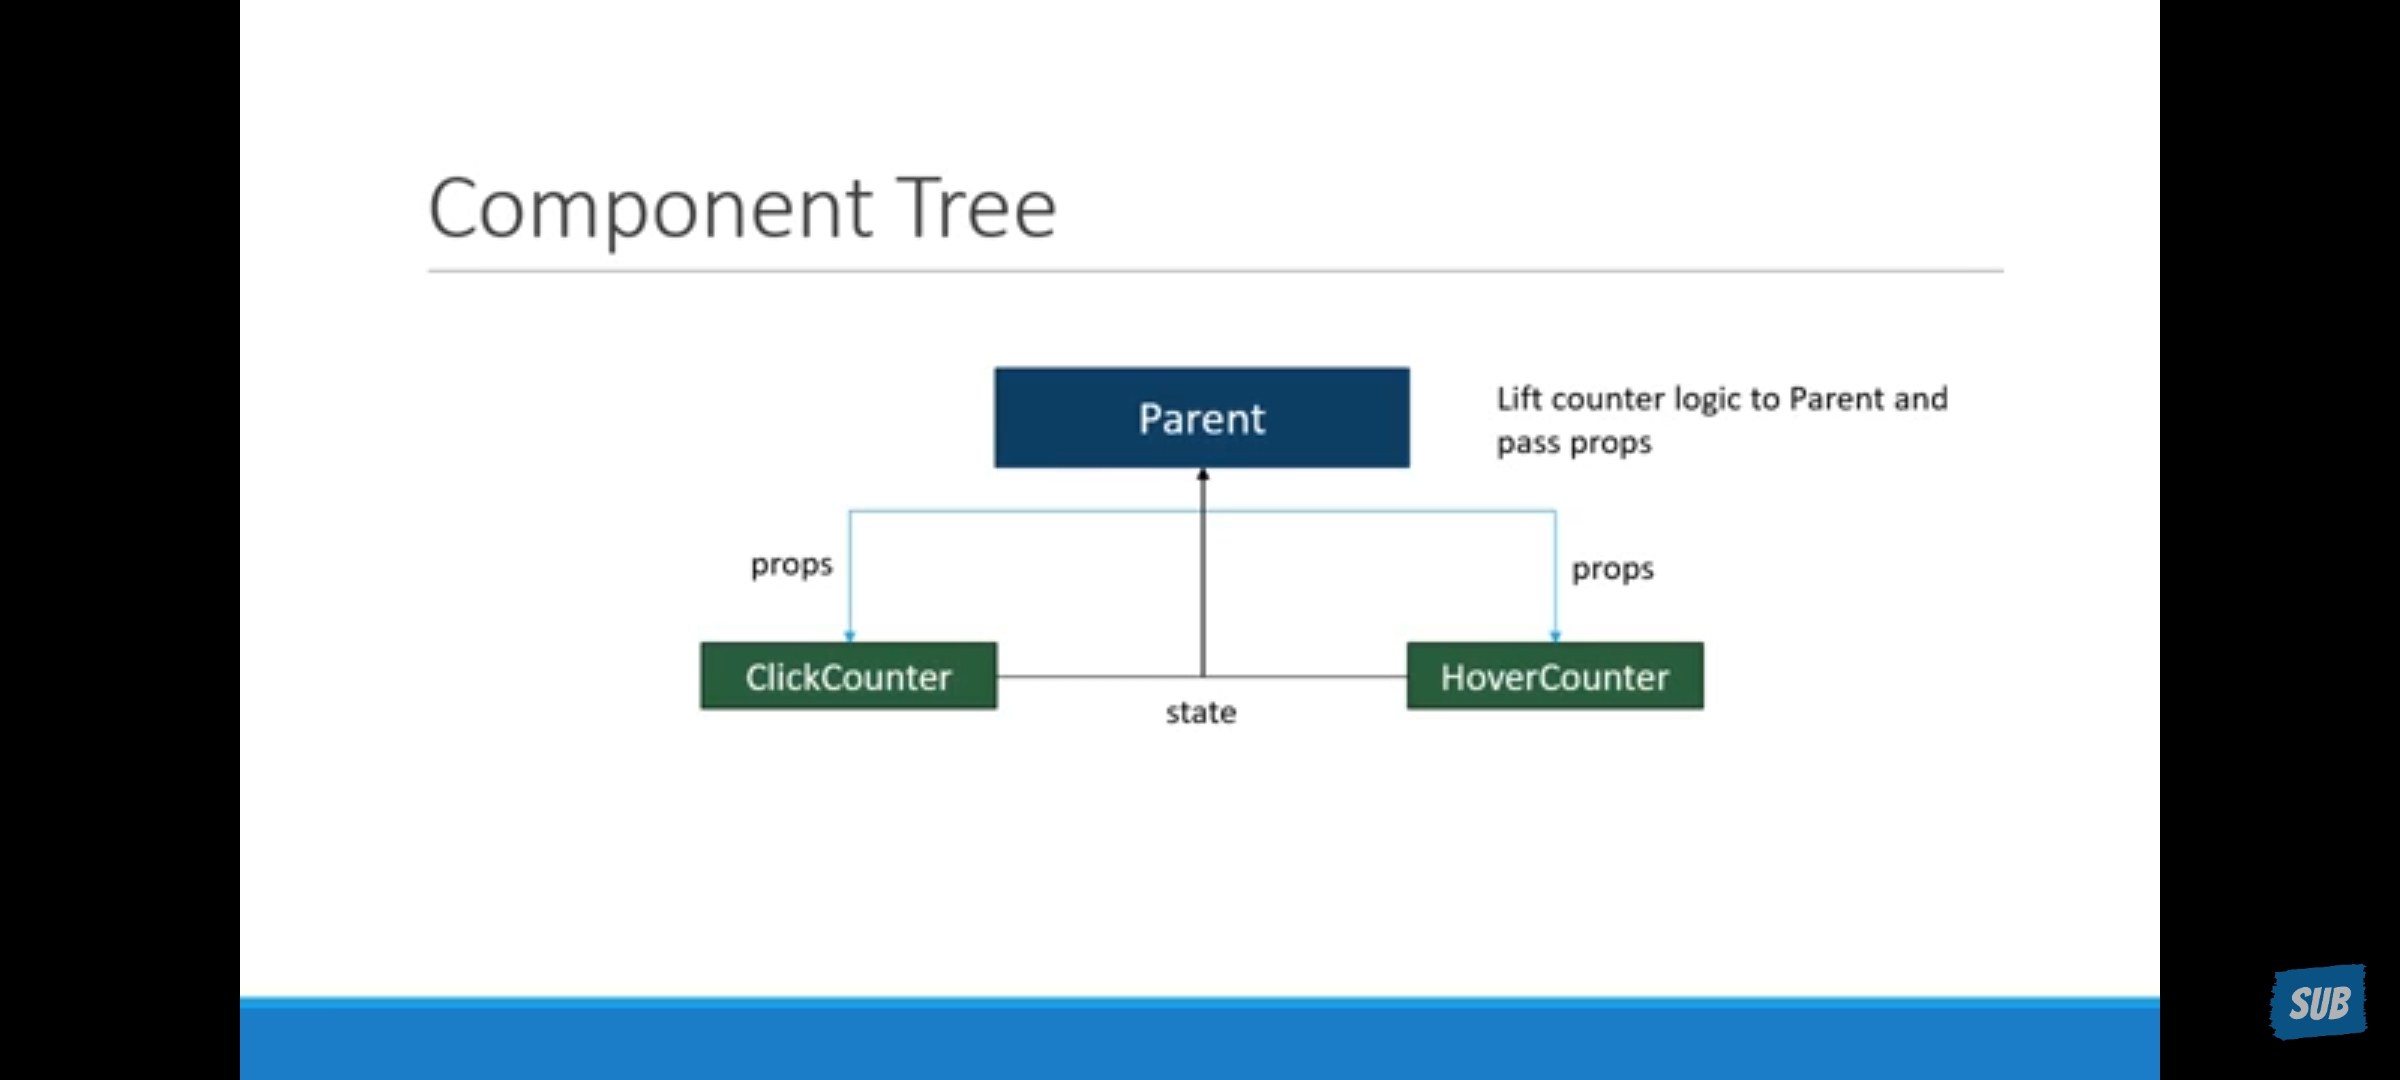 Component Tree
Parent
Lift counter logic to Parent and
pass props
props
props
ClickCounter
HoverCounter
state
SUB